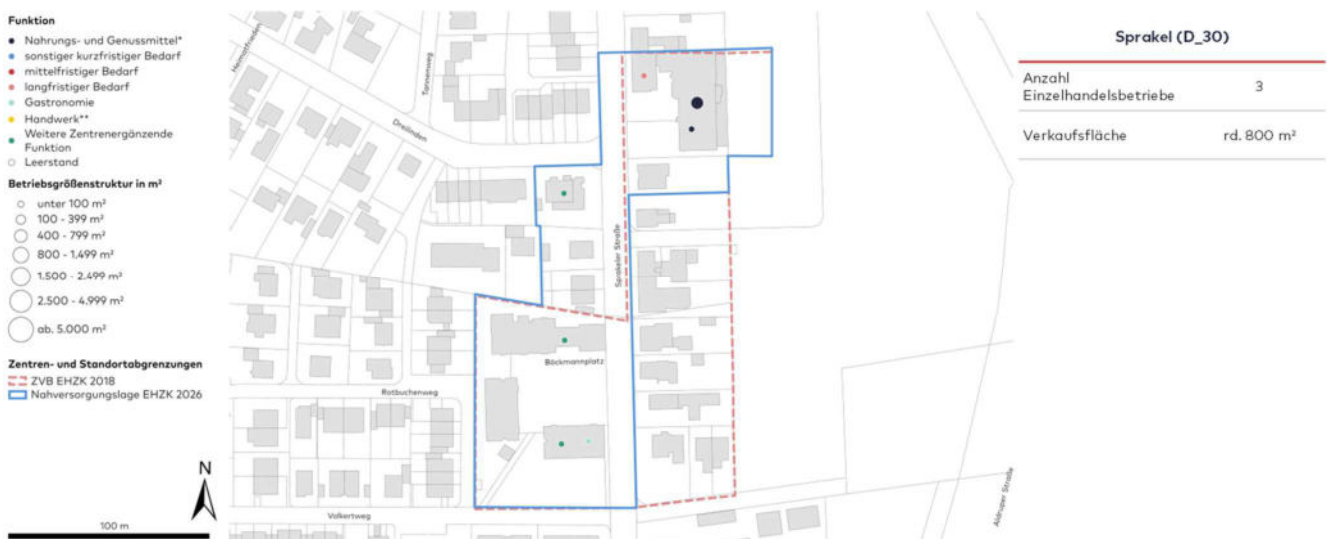 Funktion
Nahrungs- und Genussmittel*
sonstiger kurzfristiger Bedarf
mittelfristiger Bedarf
langfristiger Bedarf
Gastronomie
Handwerk**
Weitere Zentrenergänzende
Funktion
Leerstand
Betriebsgrößenstruktur in m²
unter 100 m²
100 - 399 m²
400 - 799 m²
800 - 1.499 m²
1.500 - 2.499 m²
2.500 - 4.999 m²
ab. 5.000 m²
Zentren- und Standortabgrenzungen
ZVB EHZK 2018
Nahversorgungslage EHZK 2026
N
100 m
Heimatfrieden
Tannenweg
Dreilinden
Sprakeler Straße
Böckmannplatz
Rotbuchenweg
Volkertweg
Aldruper Straße
Sprakel (D_30)
Anzahl
Einzelhandelsbetriebe 3
Verkaufsfläche rd. 800 m²